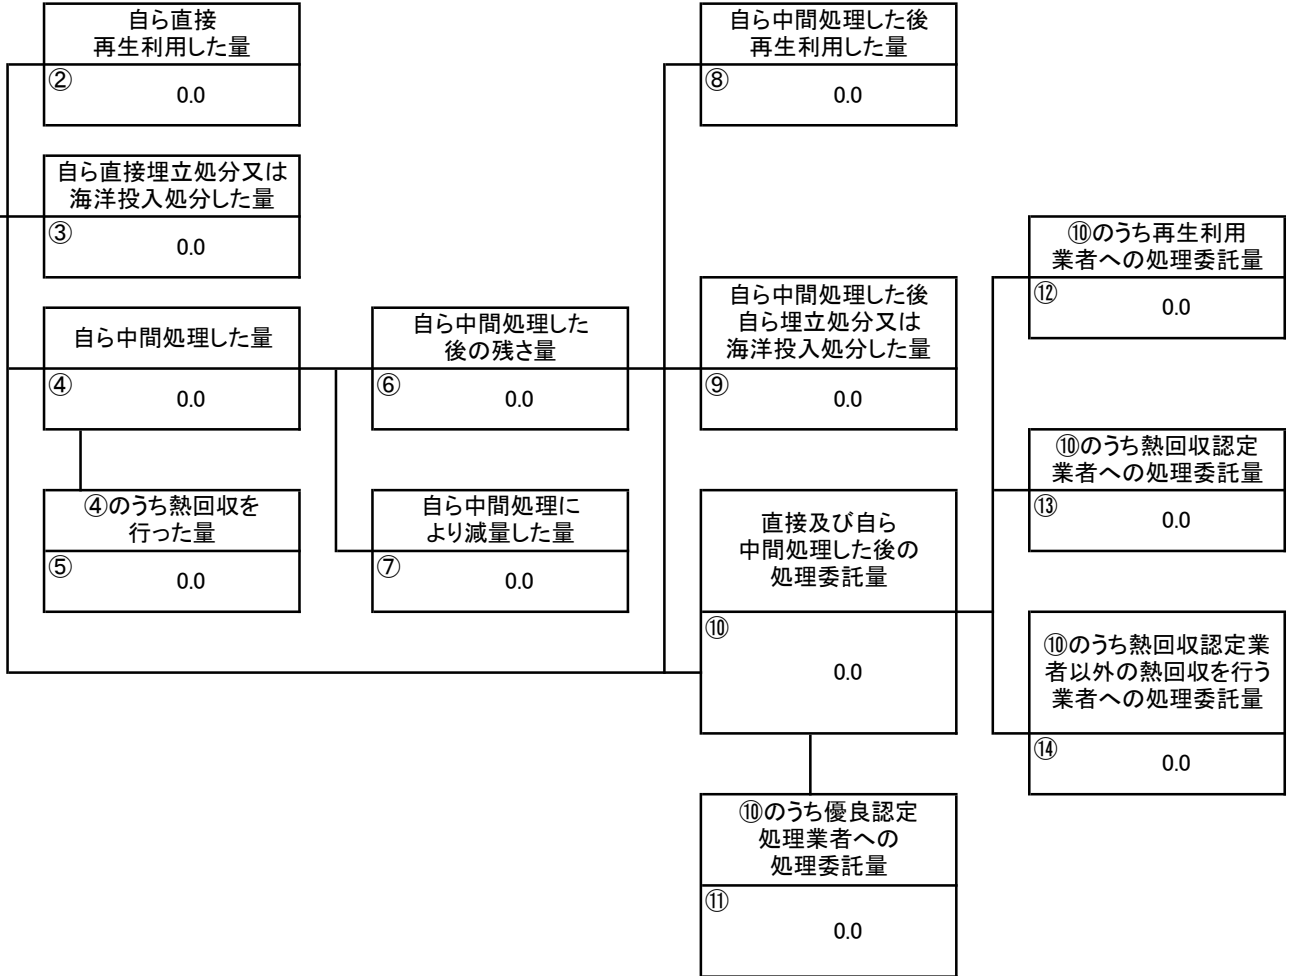 自ら直接
再生利用した量
②
0.0
自ら直接埋立処分又は
海洋投入処分した量
③
0.0
自ら中間処理した量
④
0.0
④のうち熱回収を
行った量
⑤
0.0
自ら中間処理した
後の残さ量
⑥
0.0
自ら中間処理に
より減量した量
⑦
0.0
自ら中間処理した後
再生利用した量
⑧
0.0
自ら中間処理した後
自ら埋立処分又は
海洋投入処分した量
⑨
0.0
直接及び自ら
中間処理した後の
処理委託量
⑩
0.0
⑩のうち優良認定
処理業者への
処理委託量
⑪
0.0
⑩のうち再生利用
業者への処理委託量
⑫
0.0
⑩のうち熱回収認定
業者への処理委託量
⑬
0.0
⑩のうち熱回収認定業
者以外の熱回収を行う
業者への処理委託量
⑭
0.0